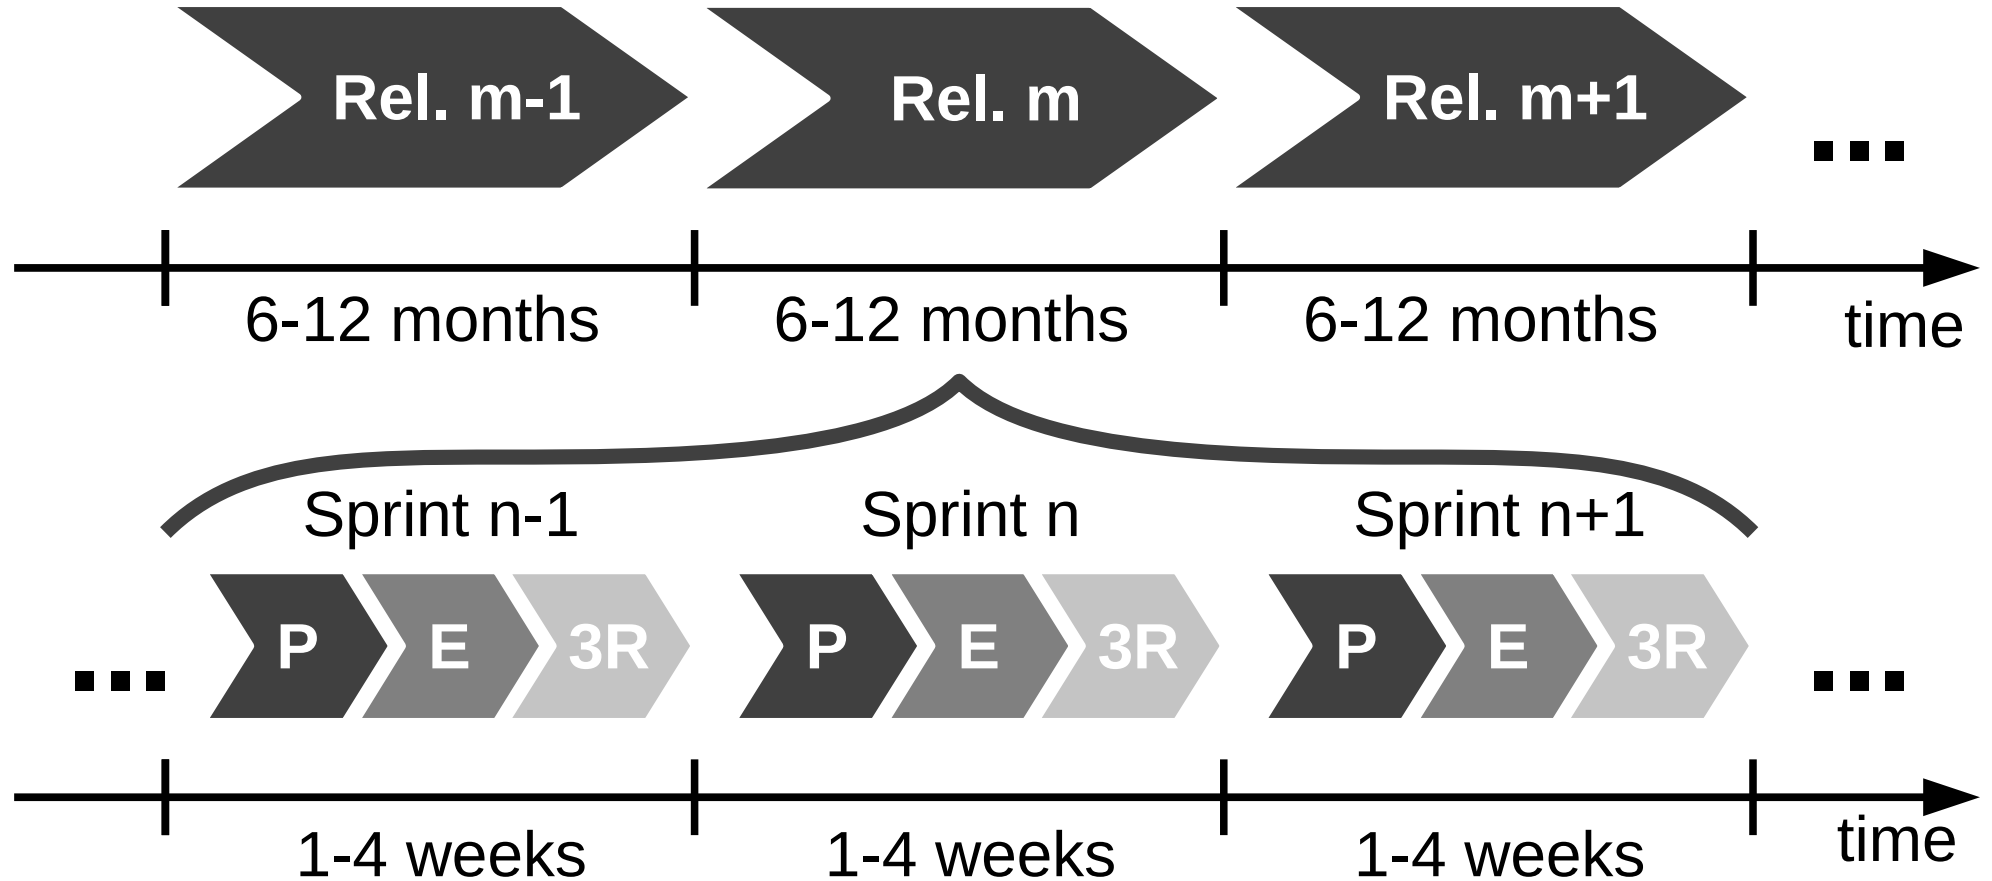 Rel. m-1 Rel. m Rel. m+1
6-12 months 6-12 months 6-12 months time
Sprint n-1 Sprint n Sprint n+1
P E 3R P E 3R P E 3R
1-4 weeks 1-4 weeks 1-4 weeks time